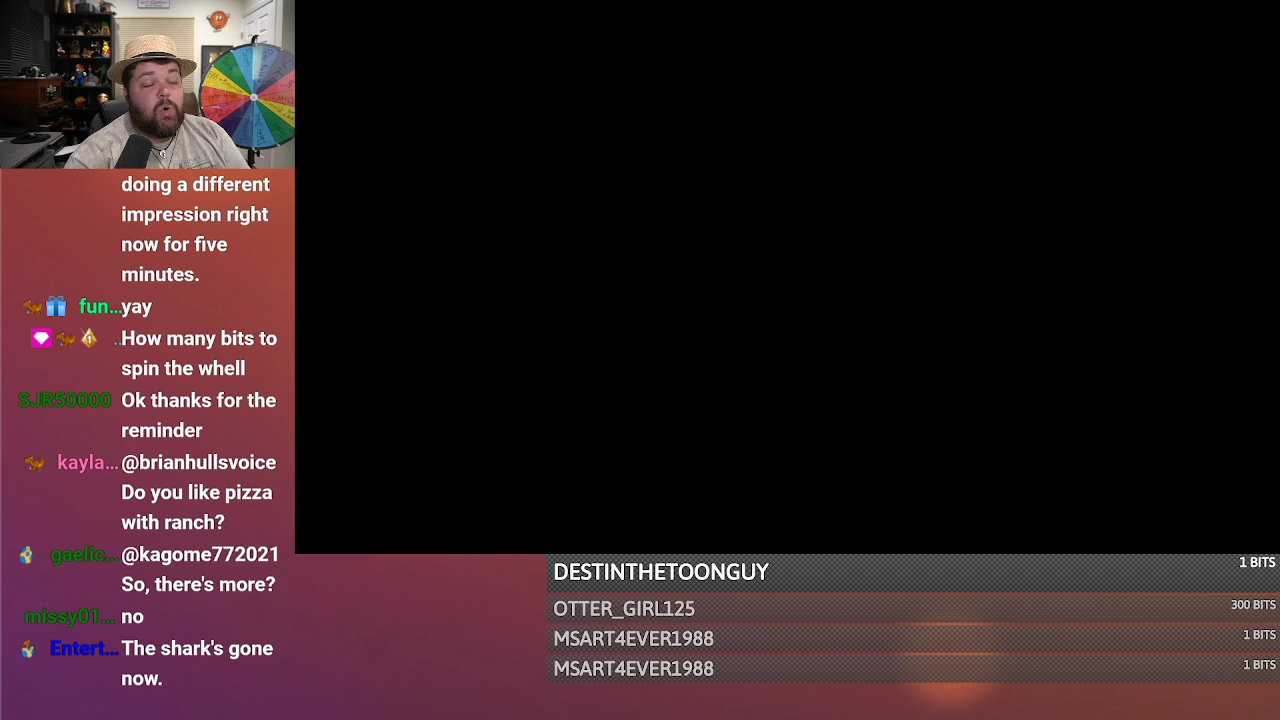 doing a different
impression right
now for five
minutes.
fun... yay
.. How many bits to
spin the whell
SJR50000 Ok thanks for the
reminder
kayla... @brianhullsvoice
Do you like pizza
with ranch?
gaelic... @kagome772021
So, there's more?
missy01... no
Entert... The shark's gone
now.
DESTINTHETOONGUY 1 BITS
OTTER_GIRL125 300 BITS
MSART4EVER1988 1 BITS
MSART4EVER1988 1 BITS